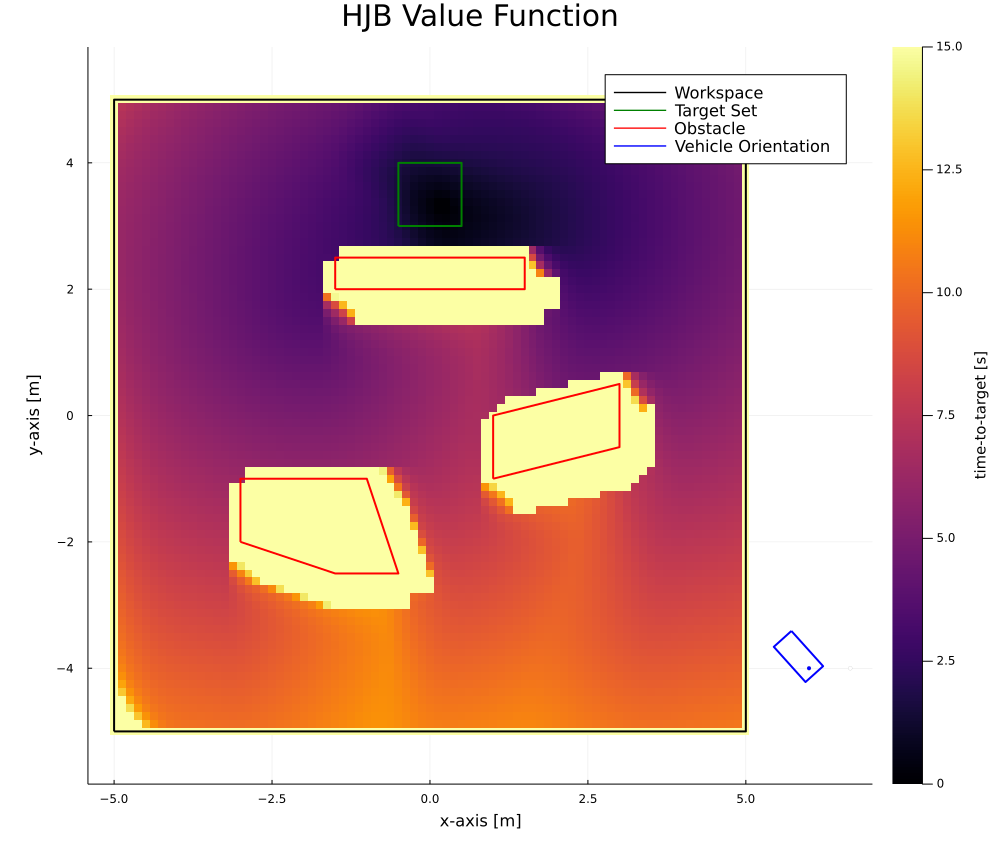 HJB Value Function
Workspace
Target Set
Obstacle
Vehicle Orientation
4
2
0
−2
−4
y-axis [m]
−5.0 −2.5 0.0 2.5 5.0
x-axis [m]
15.0
12.5
10.0
7.5
5.0
2.5
0
time-to-target [s]